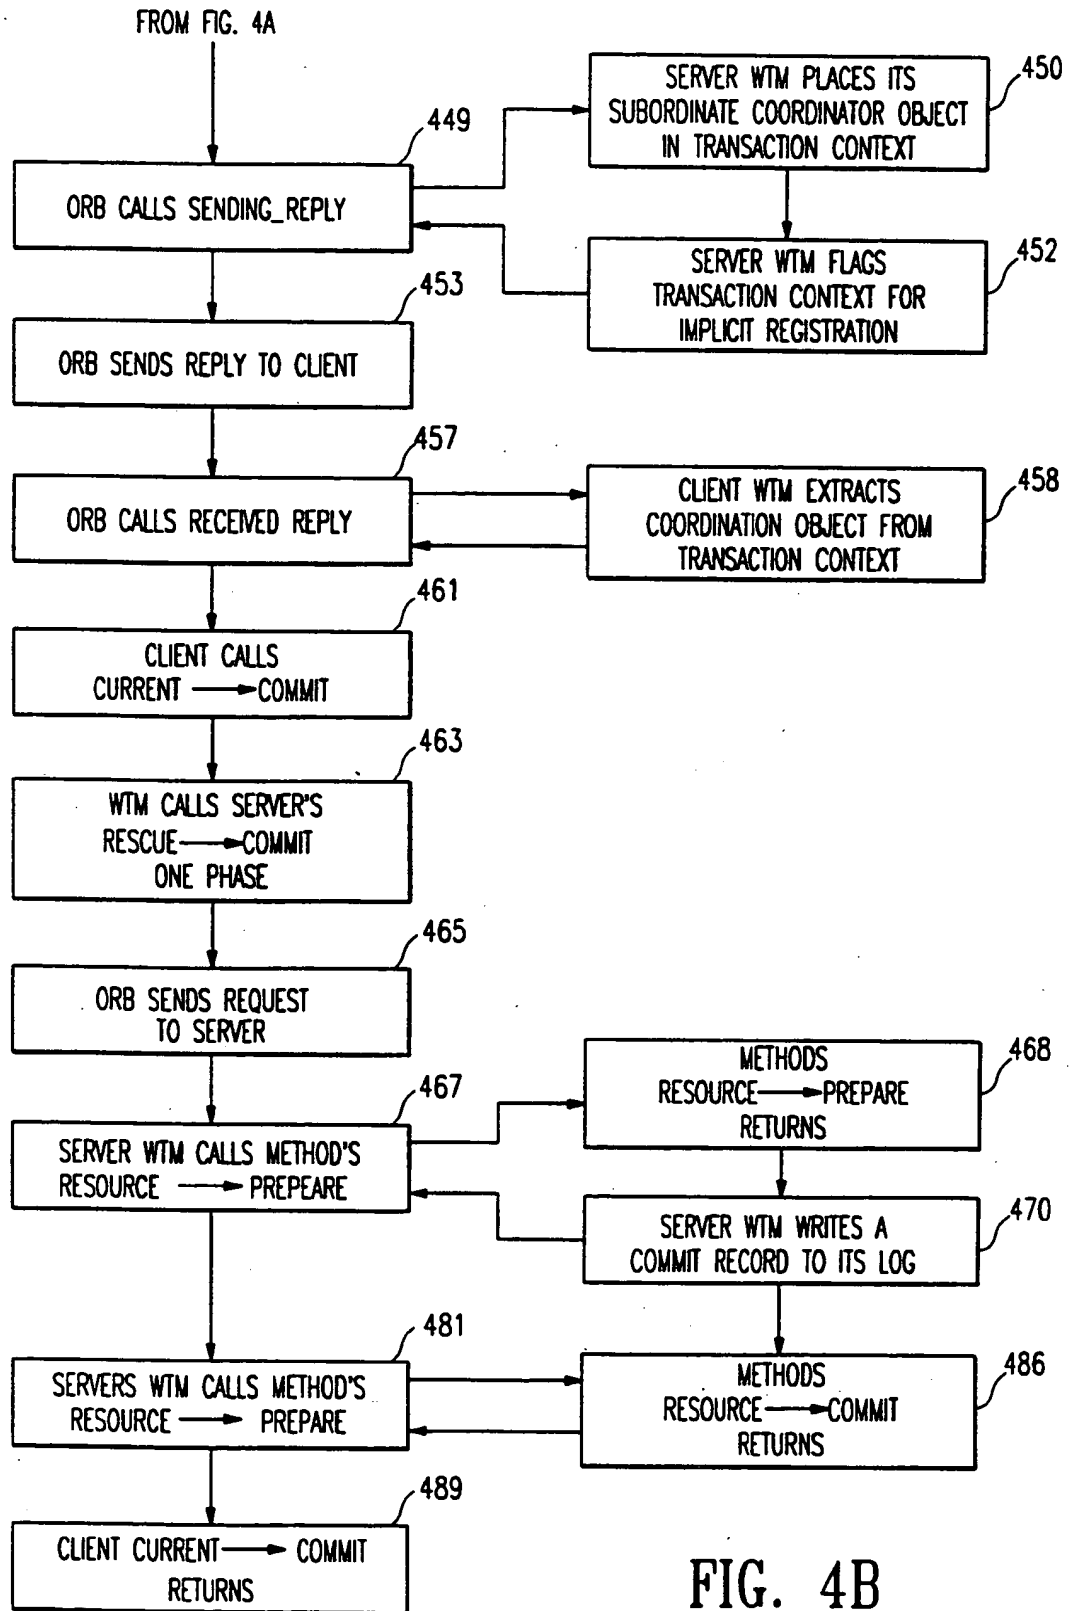 FROM FIG. 4A
449
ORB CALLS SENDING_REPLY
450
SERVER WTM PLACES ITS
SUBORDINATE COORDINATOR OBJECT
IN TRANSACTION CONTEXT
452
SERVER WTM FLAGS
TRANSACTION CONTEXT FOR
IMPLICIT REGISTRATION
453
ORB SENDS REPLY TO CLIENT
457
ORB CALLS RECEIVED REPLY
458
CLIENT WTM EXTRACTS
COORDINATION OBJECT FROM
TRANSACTION CONTEXT
461
CLIENT CALLS
CURRENT → COMMIT
463
WTM CALLS SERVER'S
RESCUE → COMMIT
ONE PHASE
465
ORB SENDS REQUEST
TO SERVER
467
SERVER WTM CALLS METHOD'S
RESOURCE → PREPEARE
468
METHODS
RESOURCE → PREPARE
RETURNS
470
SERVER WTM WRITES A
COMMIT RECORD TO ITS LOG
481
SERVERS WTM CALLS METHOD'S
RESOURCE → PREPARE
486
METHODS
RESOURCE → COMMIT
RETURNS
489
CLIENT CURRENT → COMMIT
RETURNS
FIG. 4B